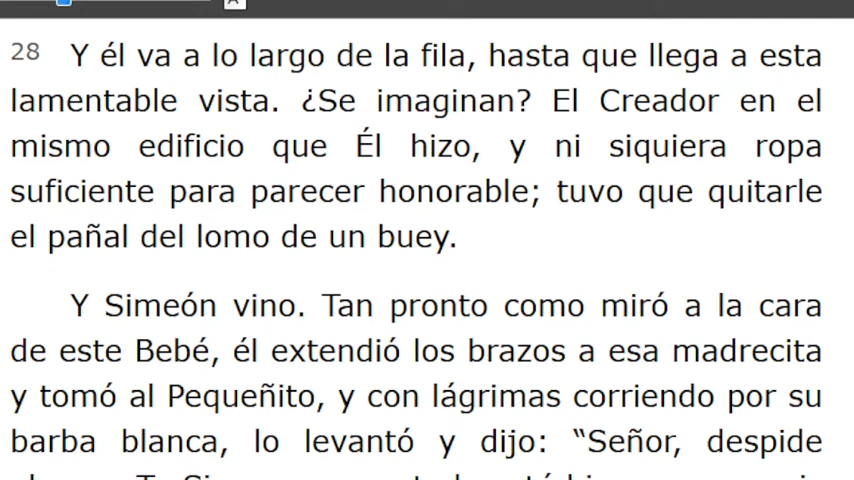 28 Y él va a lo largo de la fila, hasta que llega a esta
lamentable vista. ¿Se imaginan? El Creador en el
mismo edificio que Él hizo, y ni siquiera ropa
suficiente para parecer honorable; tuvo que quitarle
el pañal del lomo de un buey.
Y Simeón vino. Tan pronto como miró a la cara
de este Bebé, él extendió los brazos a esa madrecita
y tomó al Pequeñito, y con lágrimas corriendo por su
barba blanca, lo levantó y dijo: “Señor, despide